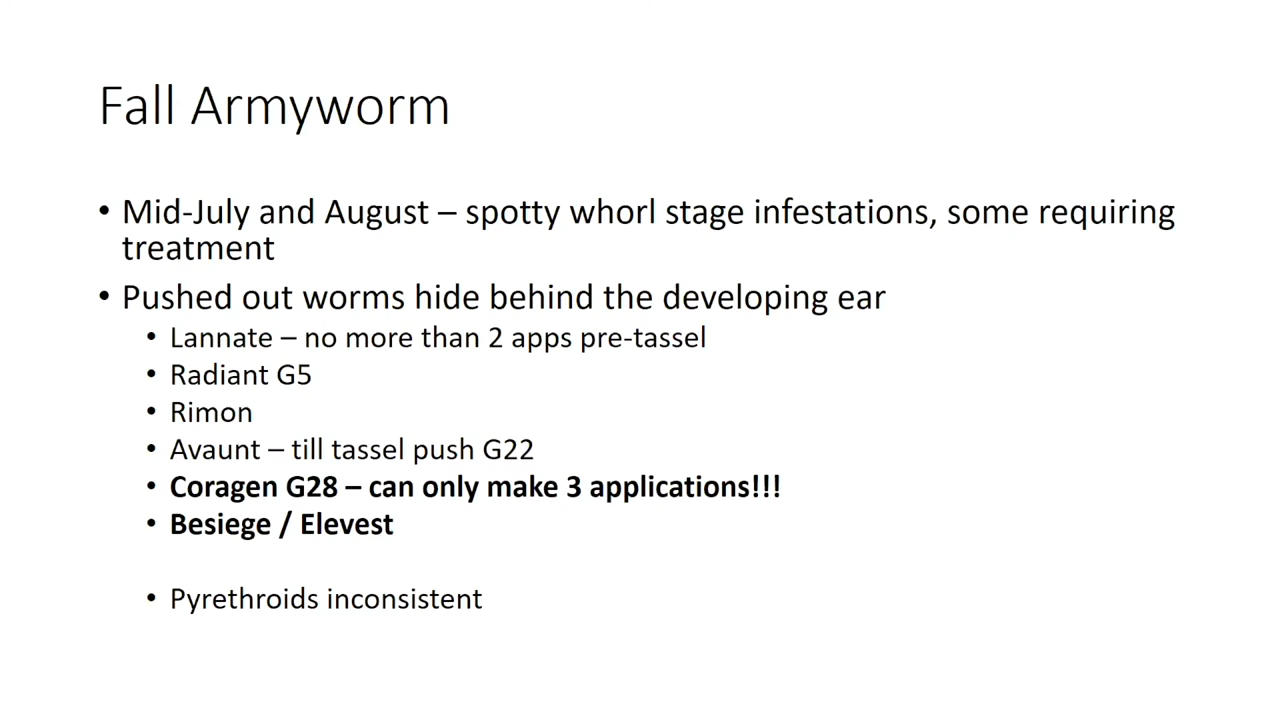 Fall Armyworm
• Mid-July and August – spotty whorl stage infestations, some requiring
treatment
• Pushed out worms hide behind the developing ear
• Lannate – no more than 2 apps pre-tassel
• Radiant G5
• Rimon
• Avaunt – till tassel push G22
• Coragen G28 – can only make 3 applications!!!
• Besiege / Elevest
• Pyrethroids inconsistent